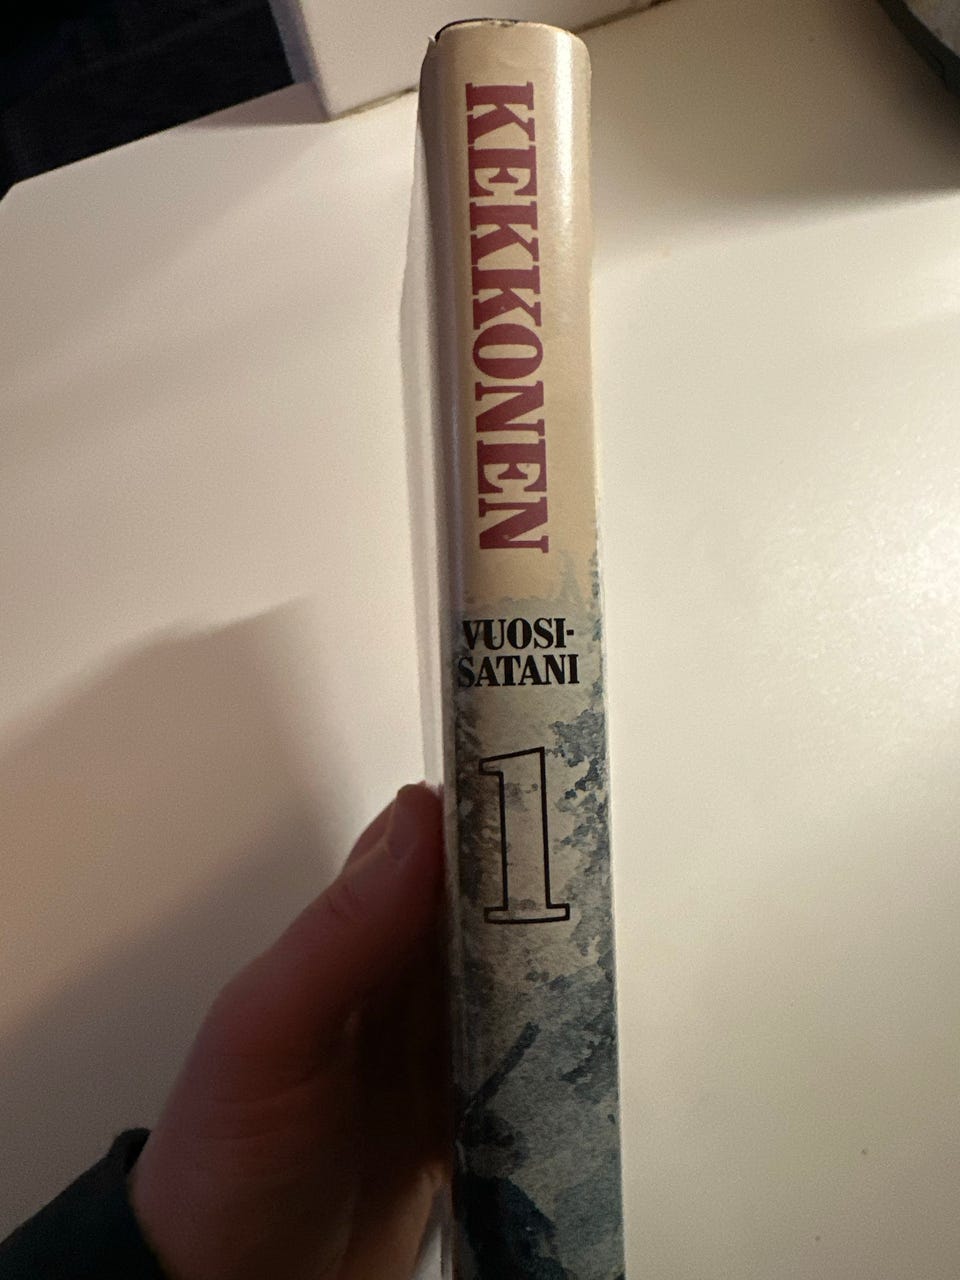 KEKKONEN
VUOSI-
SATANI
1